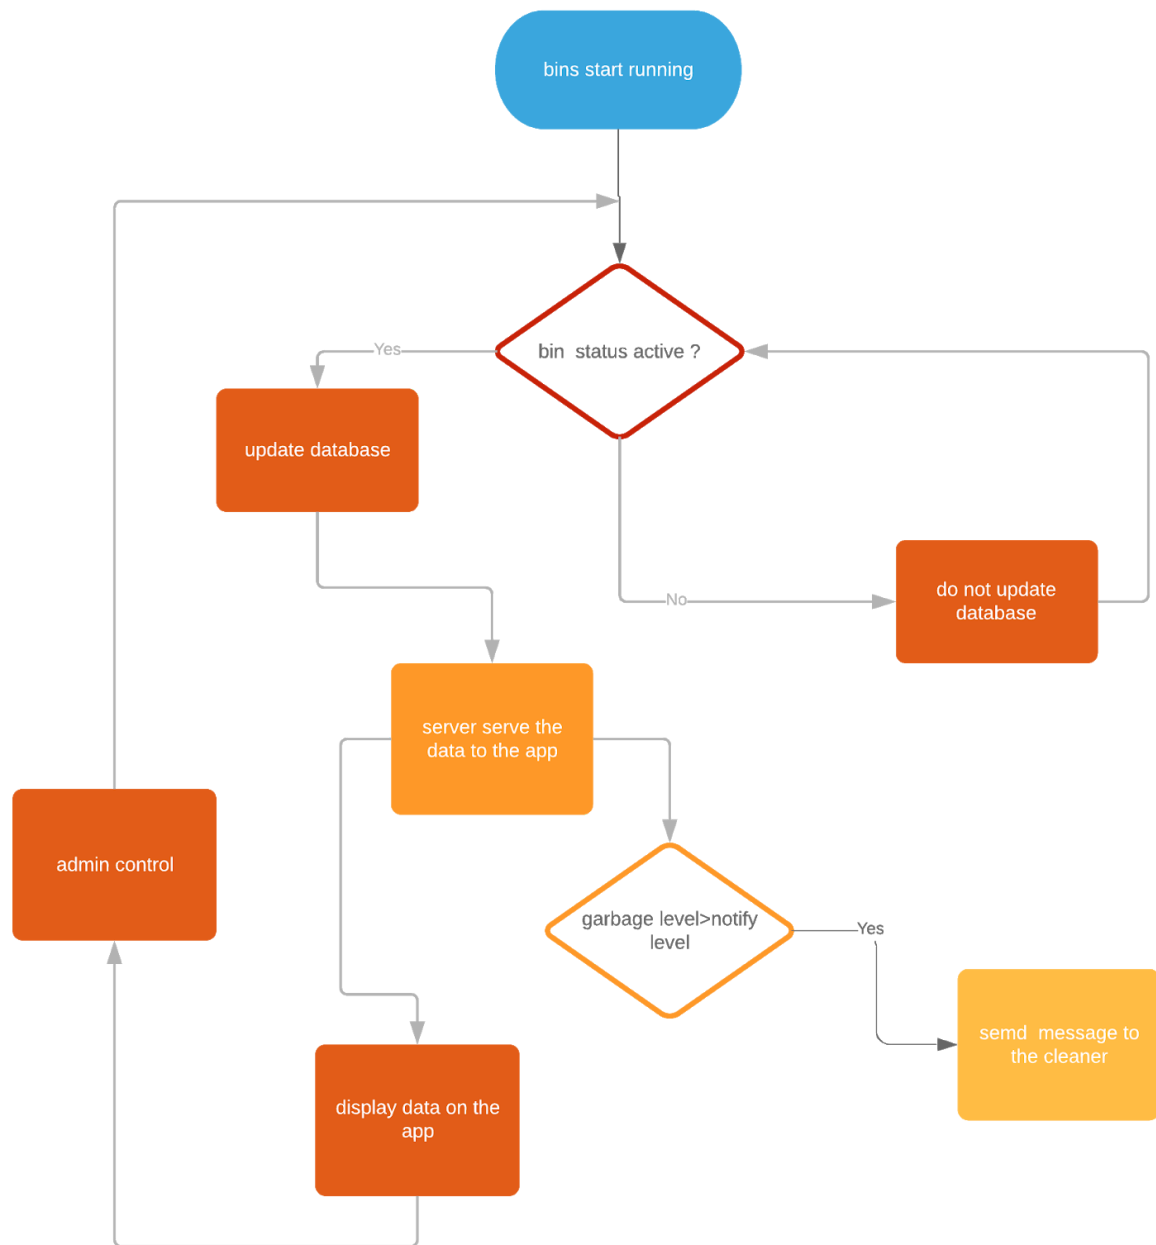 bins start running
bin  status active ?
Yes
update database
No
do not update
database
server serve the
data to the app
admin control
garbage level>notify
level
Yes
semd  message to
the cleaner
display data on the
app